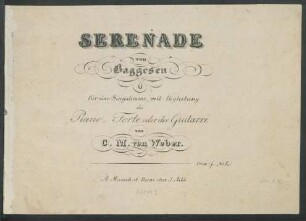 SERENADE
von
Baggesen
für eine Singstimme, mit Begleitung
des
Piano-Forte oder der Guitarre
von
C. M. von Weber.